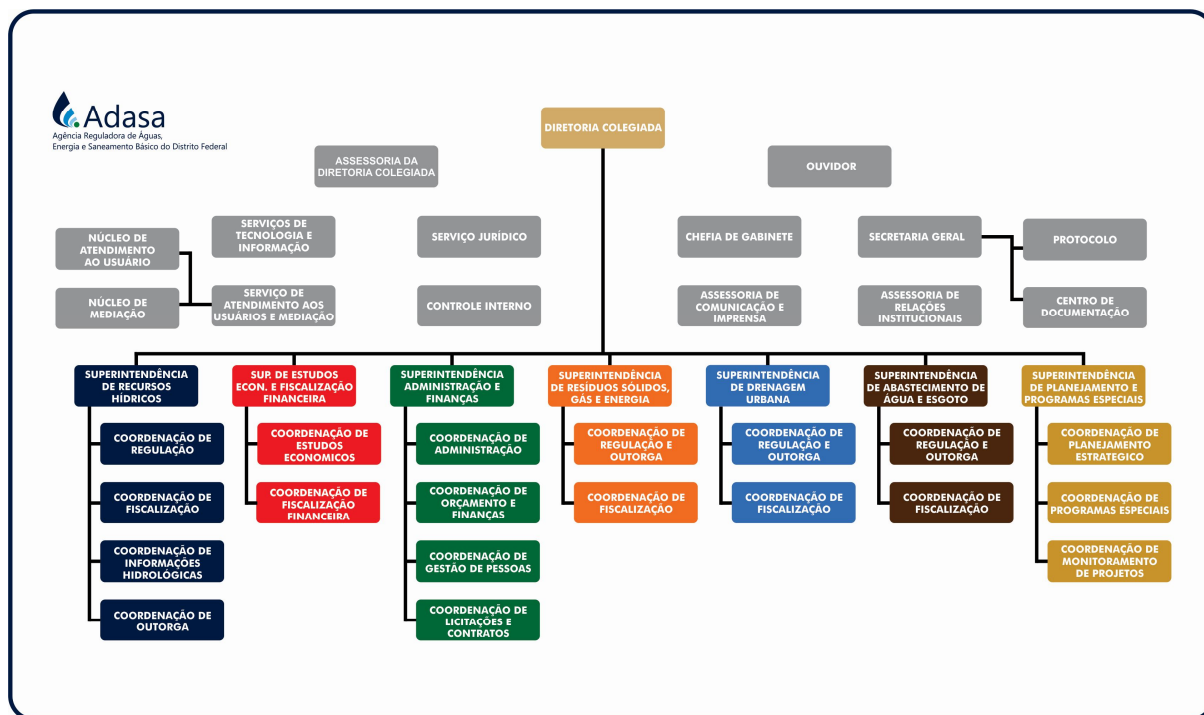 Adasa
Agência Reguladora de Águas,
Energia e Saneamento Básico do Distrito Federal
DIRETORIA COLEGIADA
ASSESSORIA DA
DIRETORIA COLEGIADA
OUVIDOR
NÚCLEO DE
ATENDIMENTO
AO USUÁRIO
SERVIÇOS DE
TECNOLOGIA E
INFORMAÇÃO
SERVIÇO JURÍDICO
CHEFIA DE GABINETE
SECRETARIA GERAL
PROTOCOLO
NÚCLEO DE
MEDIAÇÃO
SERVIÇO DE
ATENDIMENTO AOS
USUÁRIOS E MEDIAÇÃO
CONTROLE INTERNO
ASSESSORIA DE
COMUNICAÇÃO E
IMPRENSA
ASSESSORIA DE
RELAÇÕES
INSTITUCIONAIS
CENTRO DE
DOCUMENTAÇÃO
SUPERINTENDÊNCIA
DE RECURSOS
HÍDRICOS
COORDENAÇÃO DE
REGULAÇÃO
COORDENAÇÃO DE
FISCALIZAÇÃO
COORDENAÇÃO DE
INFORMAÇÕES
HIDROLÓGICAS
COORDENAÇÃO DE
OUTORGA
SUP. DE ESTUDOS
ECON. E FISCALIZAÇÃO
FINANCEIRA
COORDENAÇÃO DE
ESTUDOS
ECONOMICOS
COORDENAÇÃO DE
FISCALIZAÇÃO
FINANCEIRA
SUPERINTENDÊNCIA
ADMINISTRAÇÃO E
FINANÇAS
COORDENAÇÃO DE
ADMINISTRAÇÃO
COORDENAÇÃO DE
ORÇAMENTO E
FINANÇAS
COORDENAÇÃO DE
GESTÃO DE PESSOAS
COORDENAÇÃO DE
LICITAÇÕES E
CONTRATOS
SUPERINTENDÊNCIA
DE RESÍDUOS SÓLIDOS,
GÁS E ENERGIA
COORDENAÇÃO DE
REGULAÇÃO E
OUTORGA
COORDENAÇÃO DE
FISCALIZAÇÃO
SUPERINTENDÊNCIA
DE DRENAGEM
URBANA
COORDENAÇÃO DE
REGULAÇÃO E
OUTORGA
COORDENAÇÃO DE
FISCALIZAÇÃO
SUPERINTENDÊNCIA
DE ABASTECIMENTO DE
ÁGUA E ESGOTO
COORDENAÇÃO DE
REGULAÇÃO E
OUTORGA
COORDENAÇÃO DE
FISCALIZAÇÃO
SUPERINTENDÊNCIA
DE PLANEJAMENTO E
PROGRAMAS ESPECIAIS
COORDENAÇÃO DE
PLANEJAMENTO
ESTRATEGICO
COORDENAÇÃO DE
PROGRAMAS ESPECIAIS
COORDENAÇÃO DE
MONITORAMENTO
DE PROJETOS